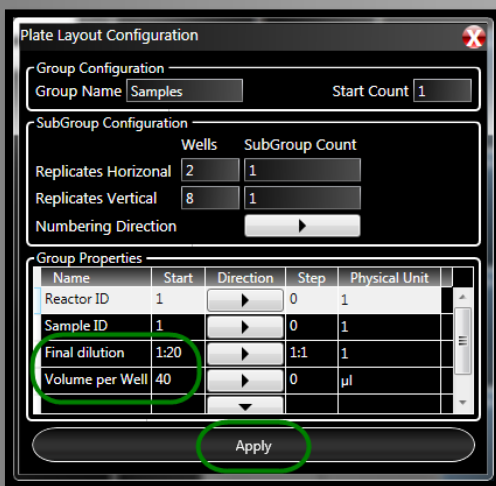 Plate Layout Configuration
Group Configuration
Group Name Samples Start Count 1
SubGroup Configuration
Wells SubGroup Count
Replicates Horizonal 2 1
Replicates Vertical 8 1
Numbering Direction
Group Properties
Name Start Direction Step Physical Unit
Reactor ID 1 0 1
Sample ID 1 0 1
Final dilution 1:20 1:1 1
Volume per Well 40 0 µl
Apply